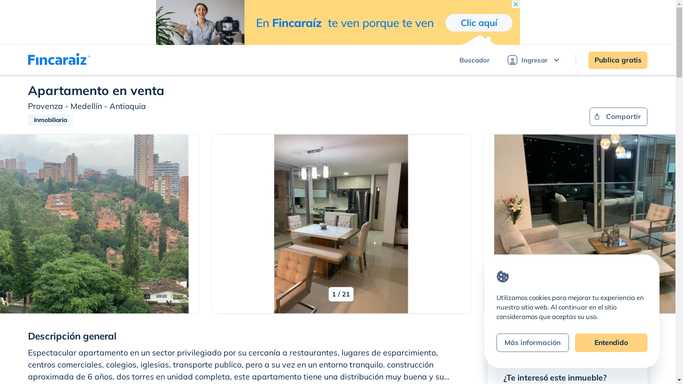 En Fincaraíz te ven porque te ven
Clic aquí
Fincaraiz
Buscador
Ingresar
Publica gratis
Apartamento en venta
Provenza - Medellín - Antioquia
Inmobiliaria
Compartir
1 / 21
Utilizamos cookies para mejorar tu experiencia en
nuestro sitio web. Al continuar en el sitio
consideramos que aceptas su uso.
Más información
Entendido
Descripción general
Espectacular apartamento en un sector privilegiado por su cercanía a restaurantes, lugares de esparcimiento,
centros comerciales, colegios, iglesias, transporte publico, pero a su vez en un entorno tranquilo. construcción
aproximada de 6 años, dos torres en unidad completa, este apartamento tiene una distribución muy buena y su...
¿Te interesó este inmueble?